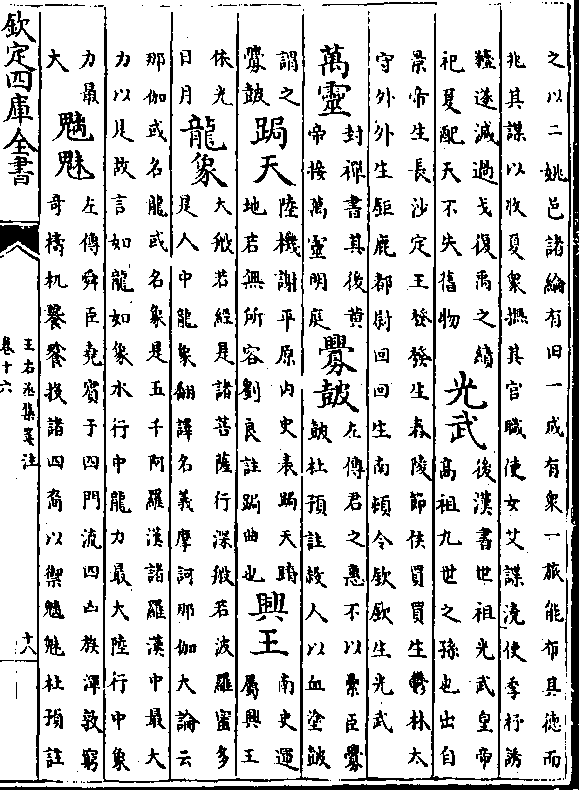 之以二姚邑諸綸有田一成有衆一旅能布其德而
兆其謀以收夏衆撫其官職使女艾諜澆使季杼誘
豷遂滅過戈復禹之績
祀夏配天不失舊物
光武
後漢書世祖光武皇帝
高祖九世之孫也出自
景帝生長沙定王發發生舂陵節侯買買生鬱林太
守外外生鉅鹿都尉回回生南頓令欽欽生光武
萬靈
封禪書其後黃
帝接萬靈明庭
釁皷
左傳君之惠不以纍臣釁
皷杜預註殺人以血塗皷
謂之
釁皷
跼天
陸機謝平原內史表跼天蹐
地若無所容劉良註跼曲也
興王
南史運
屬興王
依光
日月
龍象
大般若經是諸菩薩行深般若波羅蜜多
是人中龍象翻譯名義摩訶那伽大論云
那伽或名龍或名象是五千阿羅漢諸羅漢中最大
力以是故言如龍如象水行中龍力最大陸行中象
力最
大
魑魅
左傳舜臣堯賓于四門流四凶族渾敦窮
奇檮杌饕餮投諸四裔以禦魑魅杜預註
欽定四庫全書
王右丞集箋注
卷十六
十八